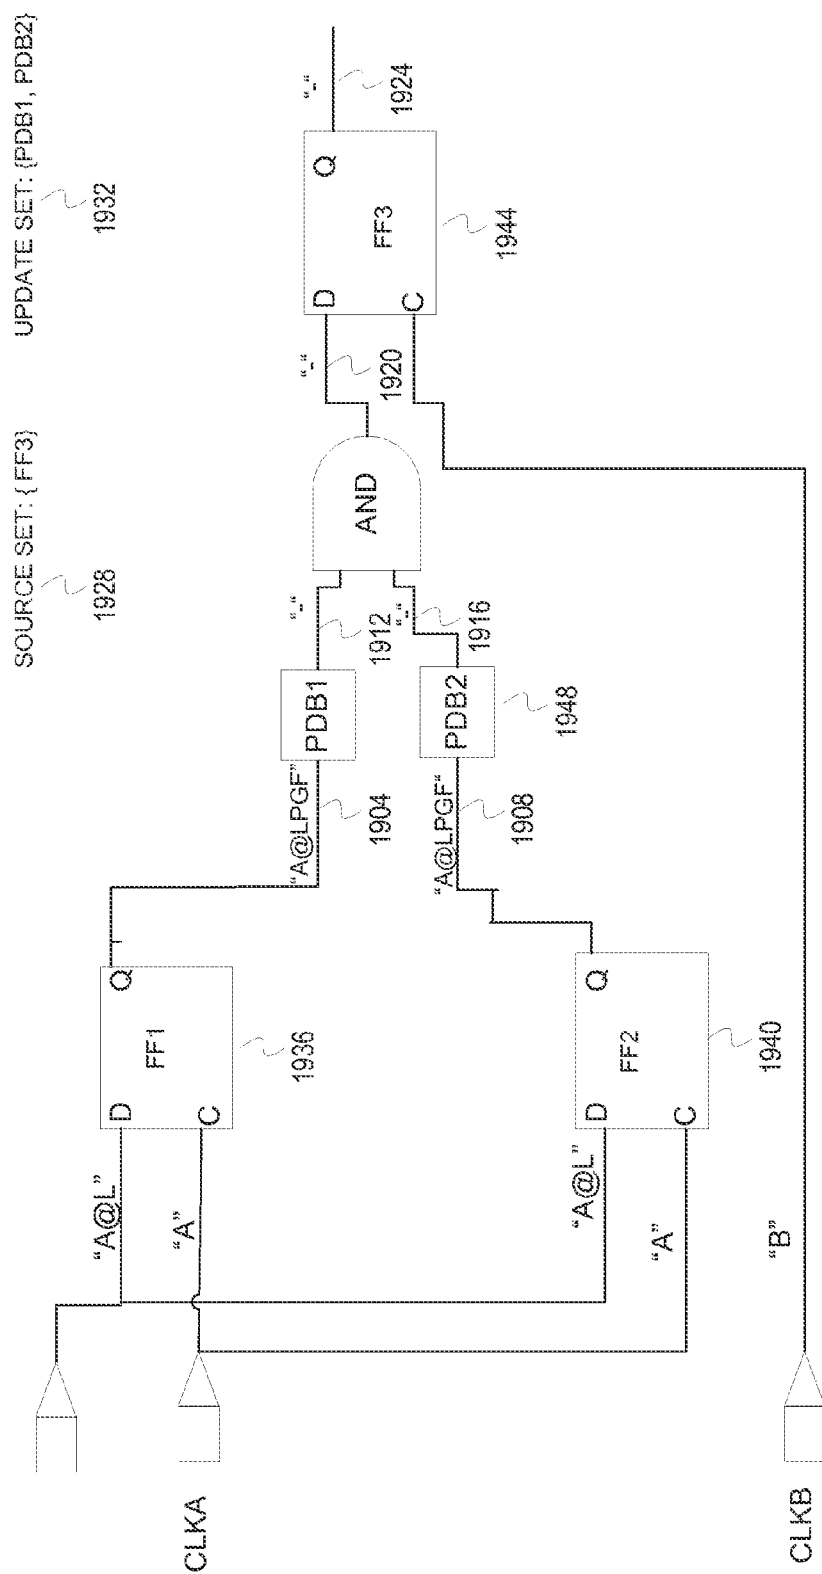 SOURCE SET: { FF3}
1928
UPDATE SET: {PDB1, PDB2}
1932
"A@L"
D
Q
"A"
C
FF1
1936
CLKA
"A@LPGF"
1904
PDB1
"-"
1912
"-"
1916
AND
"-"
1920
D
Q
FF3
C
1944
"-"
1924
"A@LPGF"
1908
PDB2
1948
"A@L"
D
Q
FF2
"A"
C
1940
"B"
CLKB